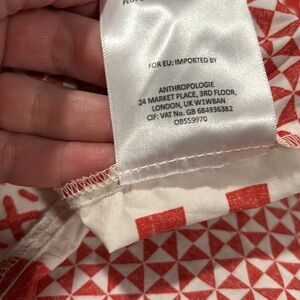 FOR EU: IMPORTED BY
ANTHROPOLOGIE
24 MARKET PLACE, 3RD FLOOR,
LONDON, UK W1W8AN
CIF: VAT No. GB 684936382
OB559970